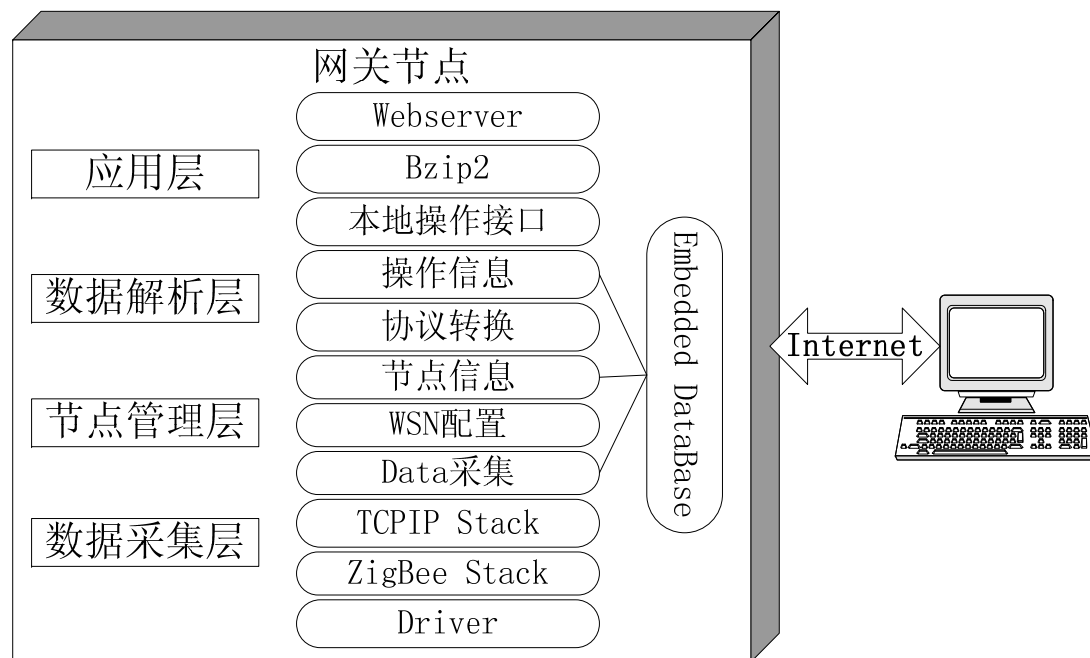 网关节点
Webserver
应用层
Bzip2
本地操作接口
数据解析层
操作信息
协议转换
节点信息
节点管理层
WSN配置
Data采集
数据采集层
TCPIP Stack
ZigBee Stack
Driver
Embedded DataBase
Internet